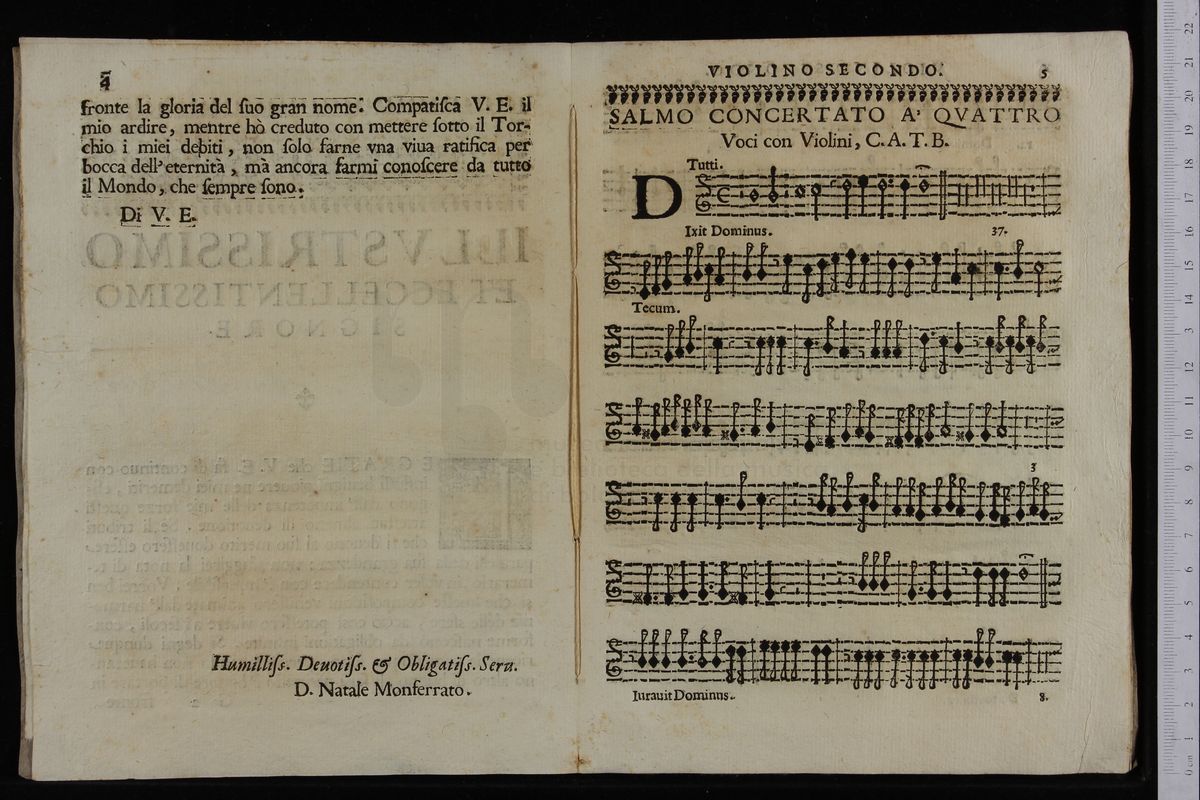 4
fronte la gloria del ſuo gran nome. Compatiſca V. E. il
mio ardire, mentre hò creduto con mettere ſotto il Tor-
chio i miei debiti, non ſolo farne vna viua ratifica per
bocca dell'eternità, mà ancora farmi conoſcere da tutto
il Mondo, che ſempre ſono.
Di V. E.
Humilliſs. Deuotiſs. & Obligatiſs. Seru.
D. Natale Monferrato.
VIOLINO SECONDO. 5
SALMO CONCERTATO A' QVATTRO
Voci con Violini, C. A. T. B.
Tutti.
D
Ixit Dominus. 37.
Tecum.
3
Iurauit Dominus. 8.